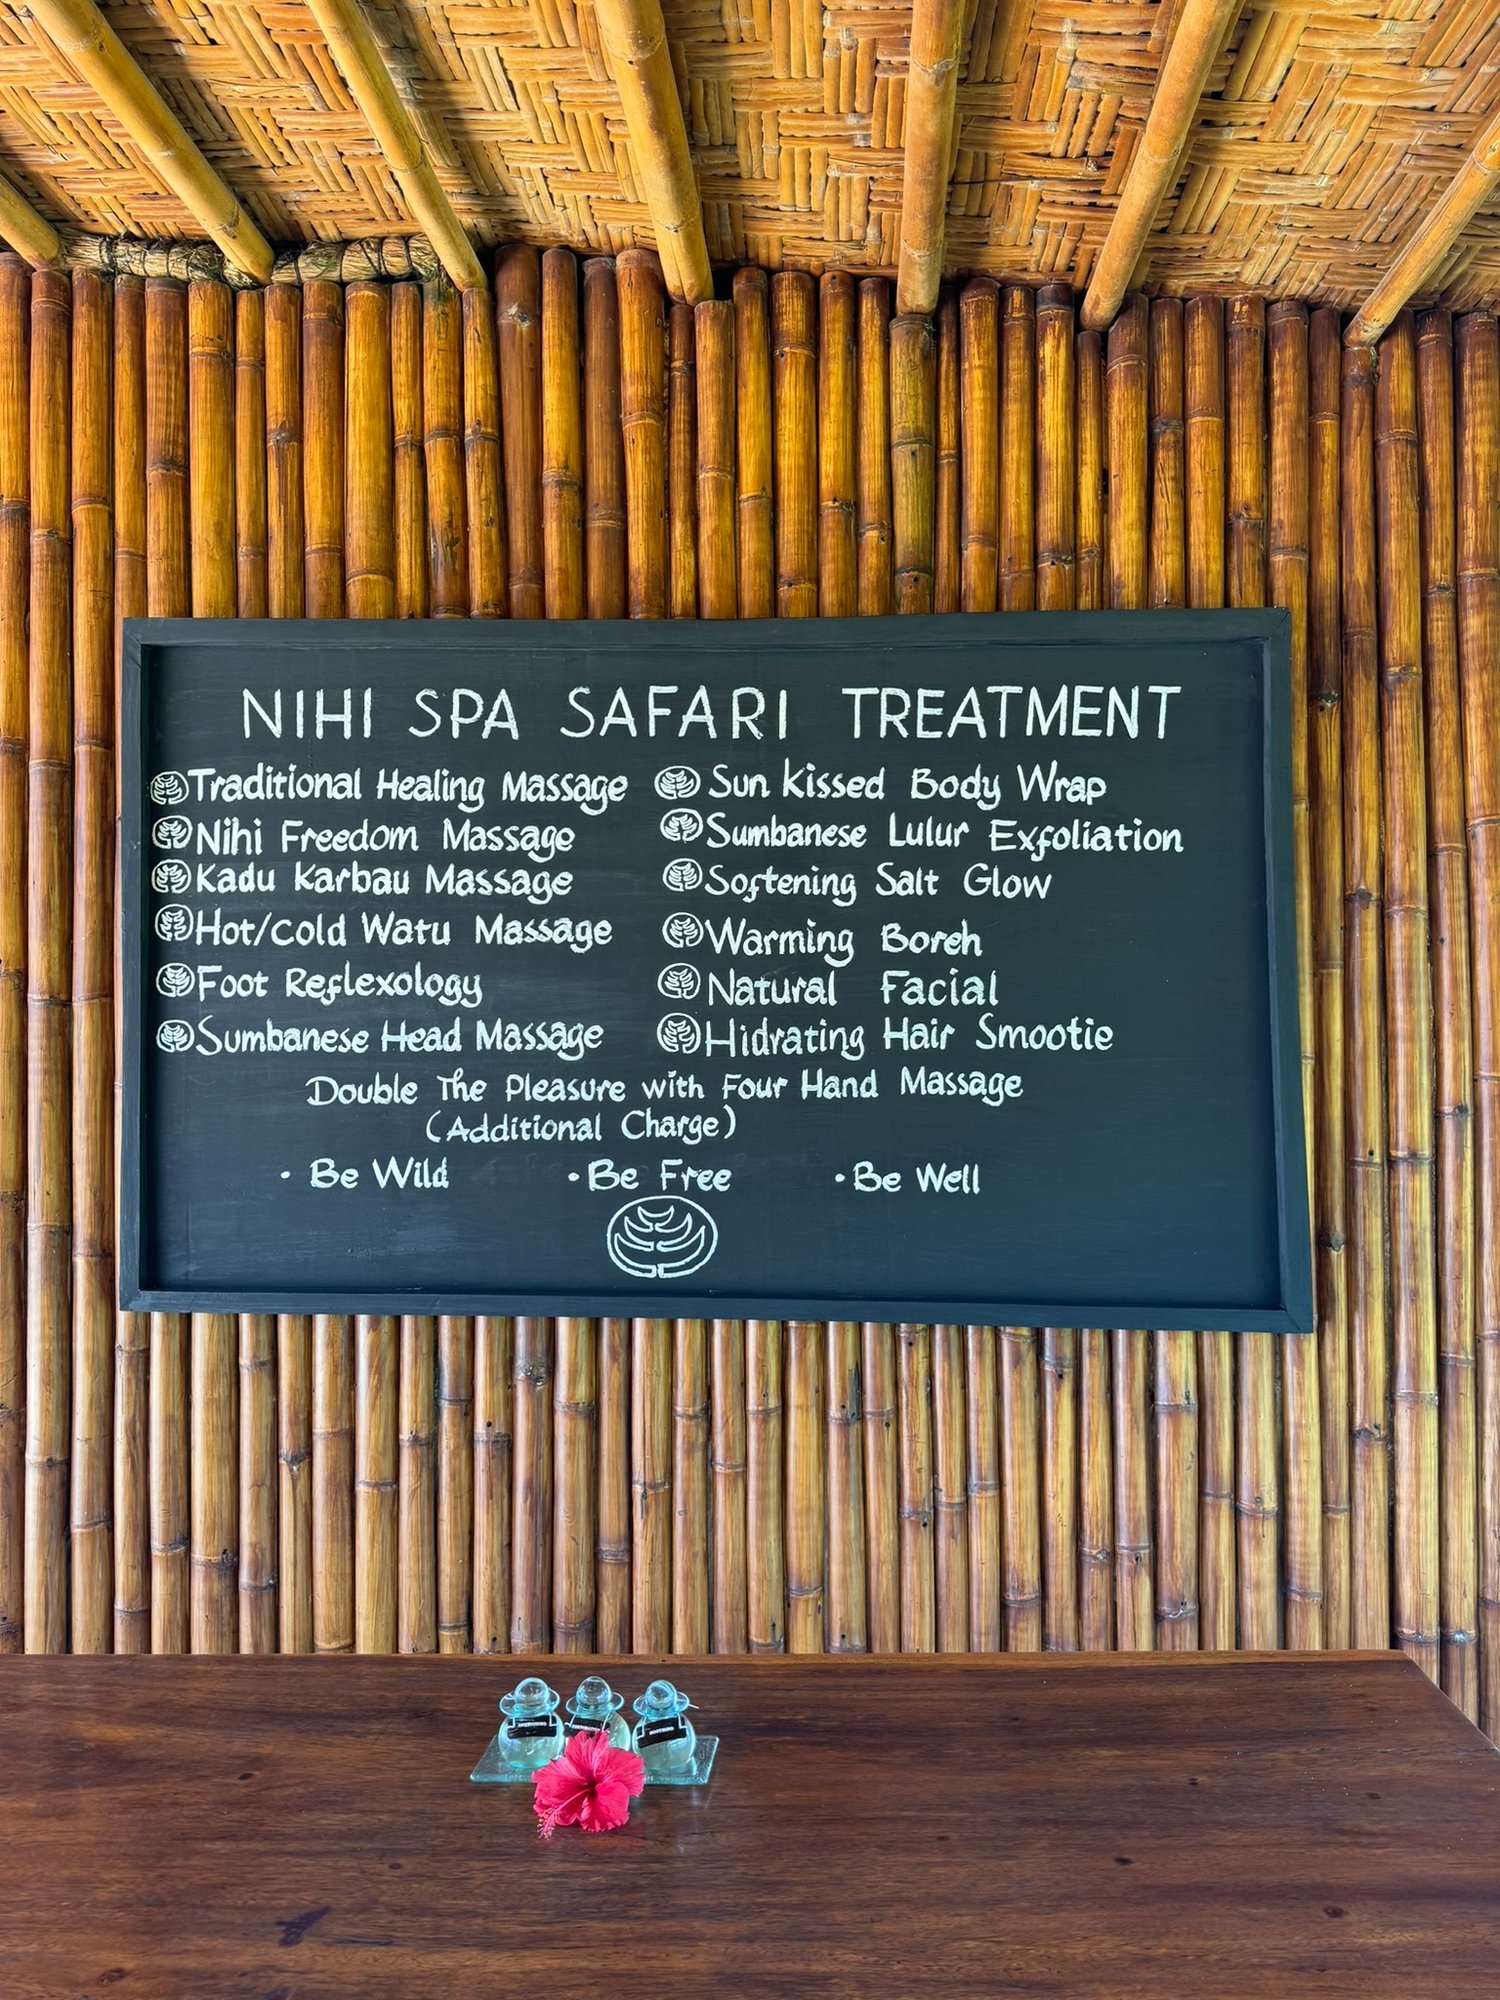 NIHI SPA SAFARI TREATMENT
Traditional Healing Massage
Nihi Freedom Massage
Kadu Karbau Massage
Hot/Cold Watu Massage
Foot Reflexology
Sumbanese Head Massage
Sun Kissed Body Wrap
Sumbanese Lulur Exfoliation
Softening Salt Glow
Warming Boreh
Natural Facial
Hidrating Hair Smootie
Double The Pleasure with Four Hand Massage
(Additional Charge)
• Be Wild • Be Free • Be Well
SOOTHING